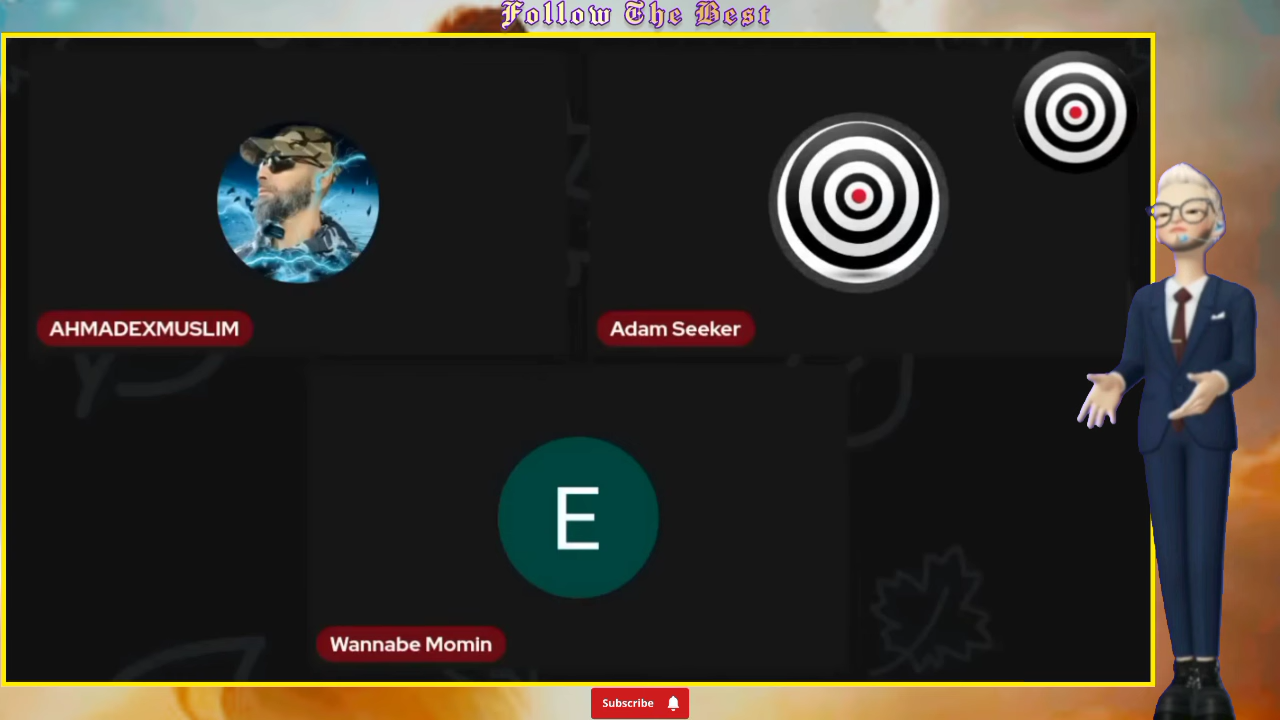 Follow The Best
AHMADEXMUSLIM
Adam Seeker
E
Wannabe Momin
Subscribe